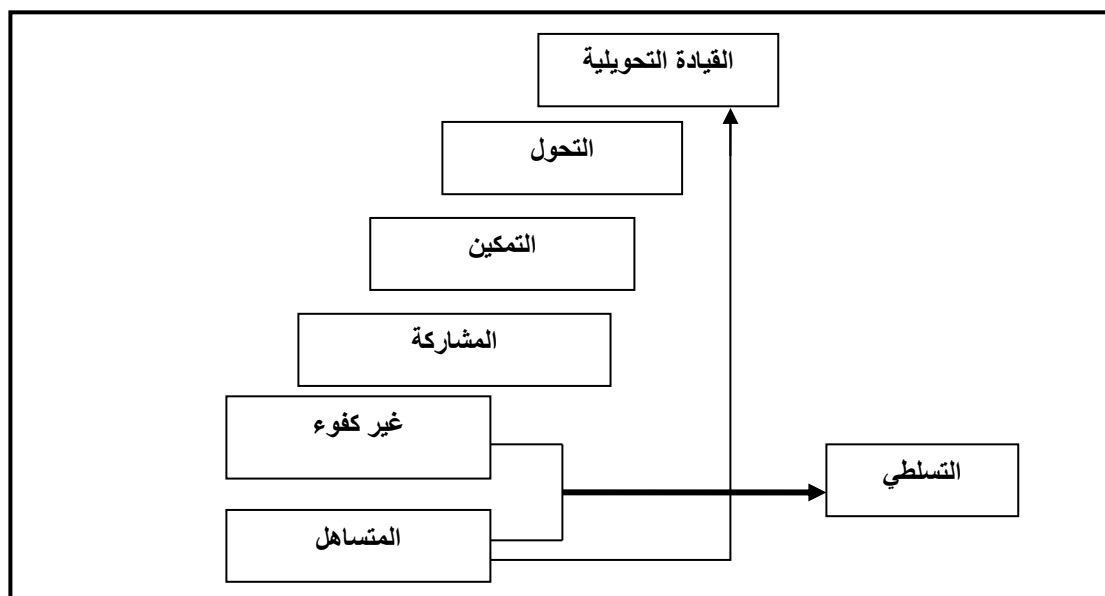 القيادة التحويلية
التحول
التمكين
المشاركة
غير كفوء
التسلطي
المتساهل